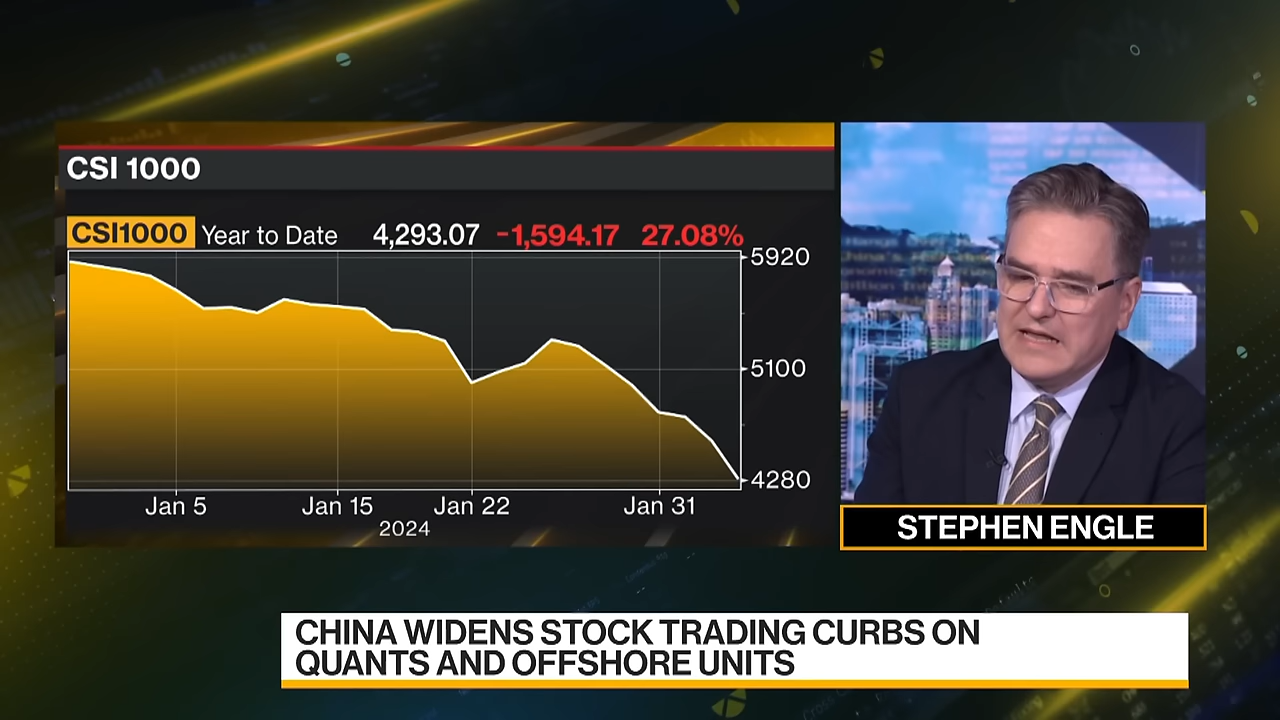 CSI 1000
CSI1000 Year to Date 4,293.07 -1,594.17 27.08%
5920
5100
4280
Jan 5 Jan 15 Jan 22 Jan 31
2024
STEPHEN ENGLE
CHINA WIDENS STOCK TRADING CURBS ON
QUANTS AND OFFSHORE UNITS